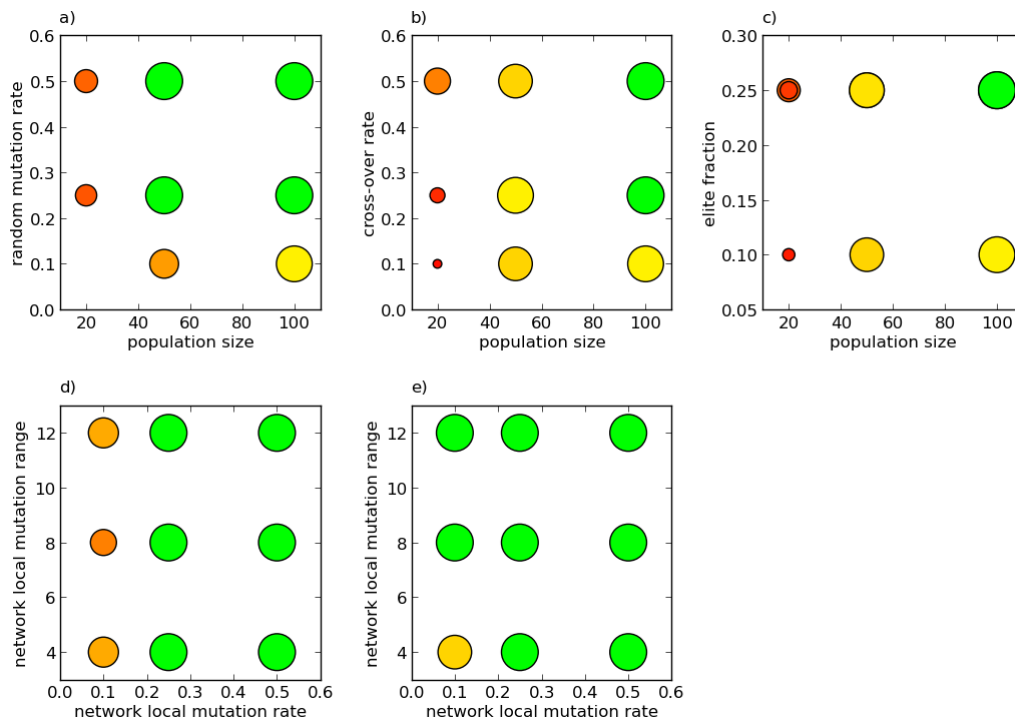 a)
0.6
0.5
0.4
0.3
0.2
0.1
0.0
random mutation rate
20 40 60 80 100
population size
b)
0.6
0.5
0.4
0.3
0.2
0.1
0.0
cross-over rate
20 40 60 80 100
population size
c)
0.30
0.25
0.20
0.15
0.10
0.05
elite fraction
20 40 60 80 100
population size
d)
12
10
8
6
4
network local mutation range
0.0 0.1 0.2 0.3 0.4 0.5 0.6
network local mutation rate
e)
12
10
8
6
4
network local mutation range
0.0 0.1 0.2 0.3 0.4 0.5 0.6
network local mutation rate